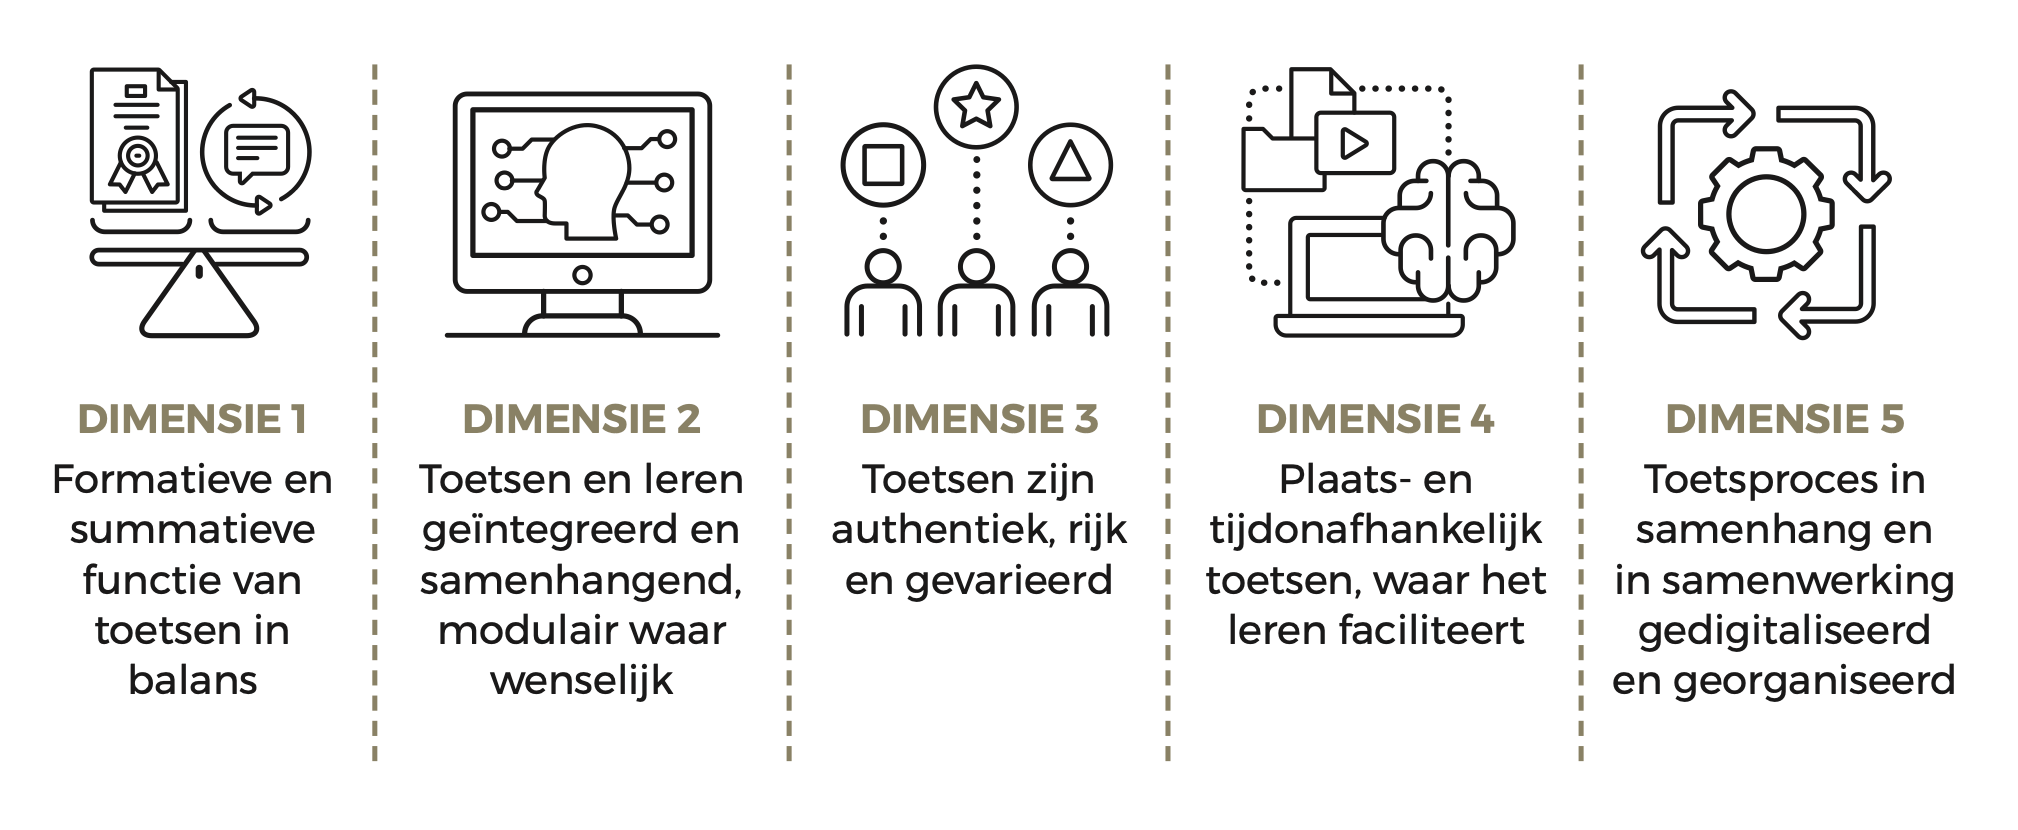 DIMENSIE 1
Formatieve en
summatieve
functie van
toetsen in
balans
DIMENSIE 2
Toetsen en leren
geïntegreerd en
samenhangend,
modulair waar
wenselijk
DIMENSIE 3
Toetsen zijn
authentiek, rijk
en gevarieerd
DIMENSIE 4
Plaats- en
tijdonafhankelijk
toetsen, waar het
leren faciliteert
DIMENSIE 5
Toetsproces in
samenhang en
in samenwerking
gedigitaliseerd
en georganiseerd